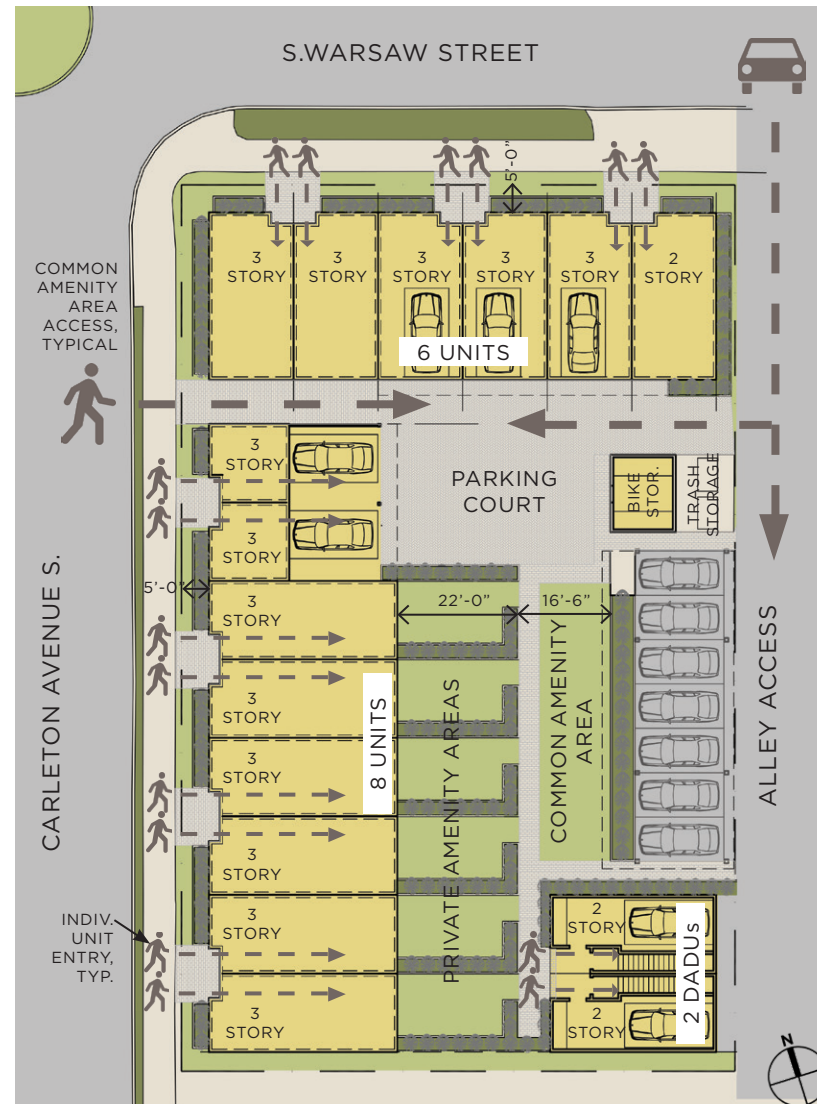 S.WARSAW STREET
5'-0"
COMMON
AMENITY
AREA
ACCESS,
TYPICAL
3
STORY
3
STORY
3
STORY
3
STORY
3
STORY
2
STORY
6 UNITS
3
STORY
3
STORY
PARKING
COURT
BIKE
STOR.
TRASH
STORAGE
5'-0"
3
STORY
22'-0"
16'-6"
3
STORY
3
STORY
3
STORY
3
STORY
3
STORY
8 UNITS
PRIVATE AMENITY AREAS
COMMON AMENITY
AREA
CARLETON AVENUE S.
ALLEY ACCESS
INDIV.
UNIT
ENTRY,
TYP.
2
STORY
2
STORY
2 DADUs
N